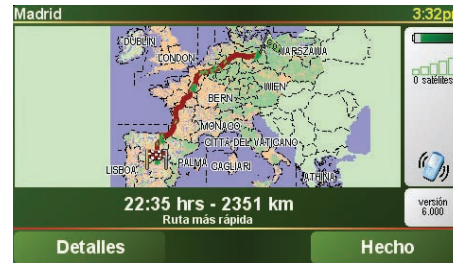 Madrid
3:32p
DUBLIN
LONDON
WARSZAWA
WIEN
BERN
MONACO
CITTA DEL VATICANO
LISBOA
PALMA
CAGLIARI
ATHINA
0 satélites
22:35 hrs - 2351 km
Ruta más rápida
versión
6.000
Detalles
Hecho